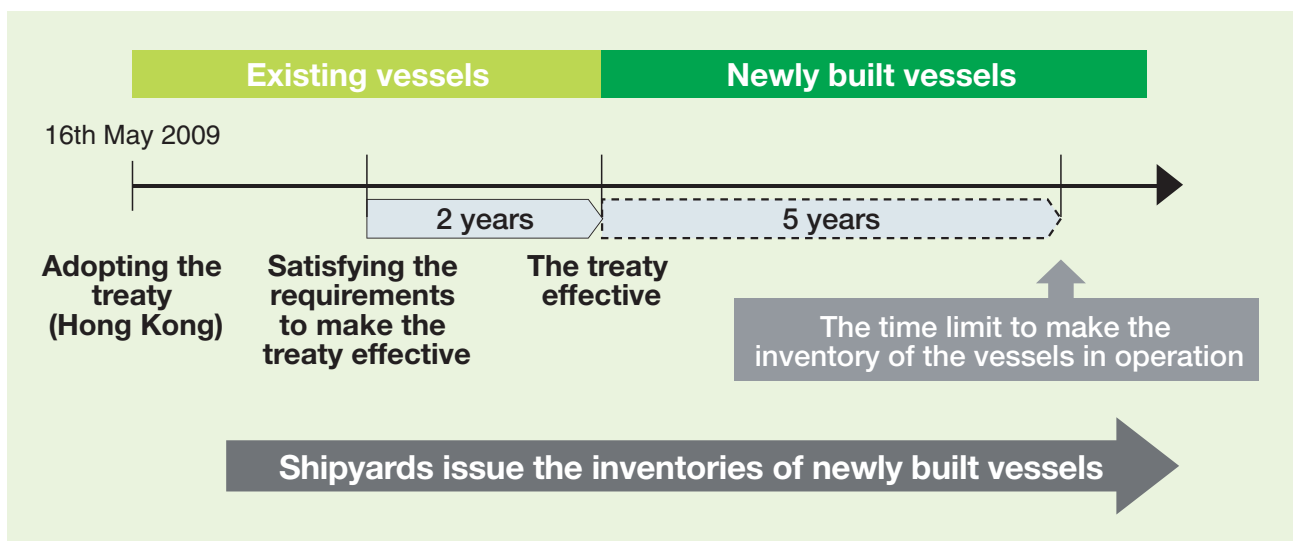 Existing vessels
Newly built vessels
16th May 2009
2 years
5 years
Adopting the
treaty
(Hong Kong)
Satisfying the
requirements
to make the
treaty effective
The treaty
effective
The time limit to make the
inventory of the vessels in operation
Shipyards issue the inventories of newly built vessels